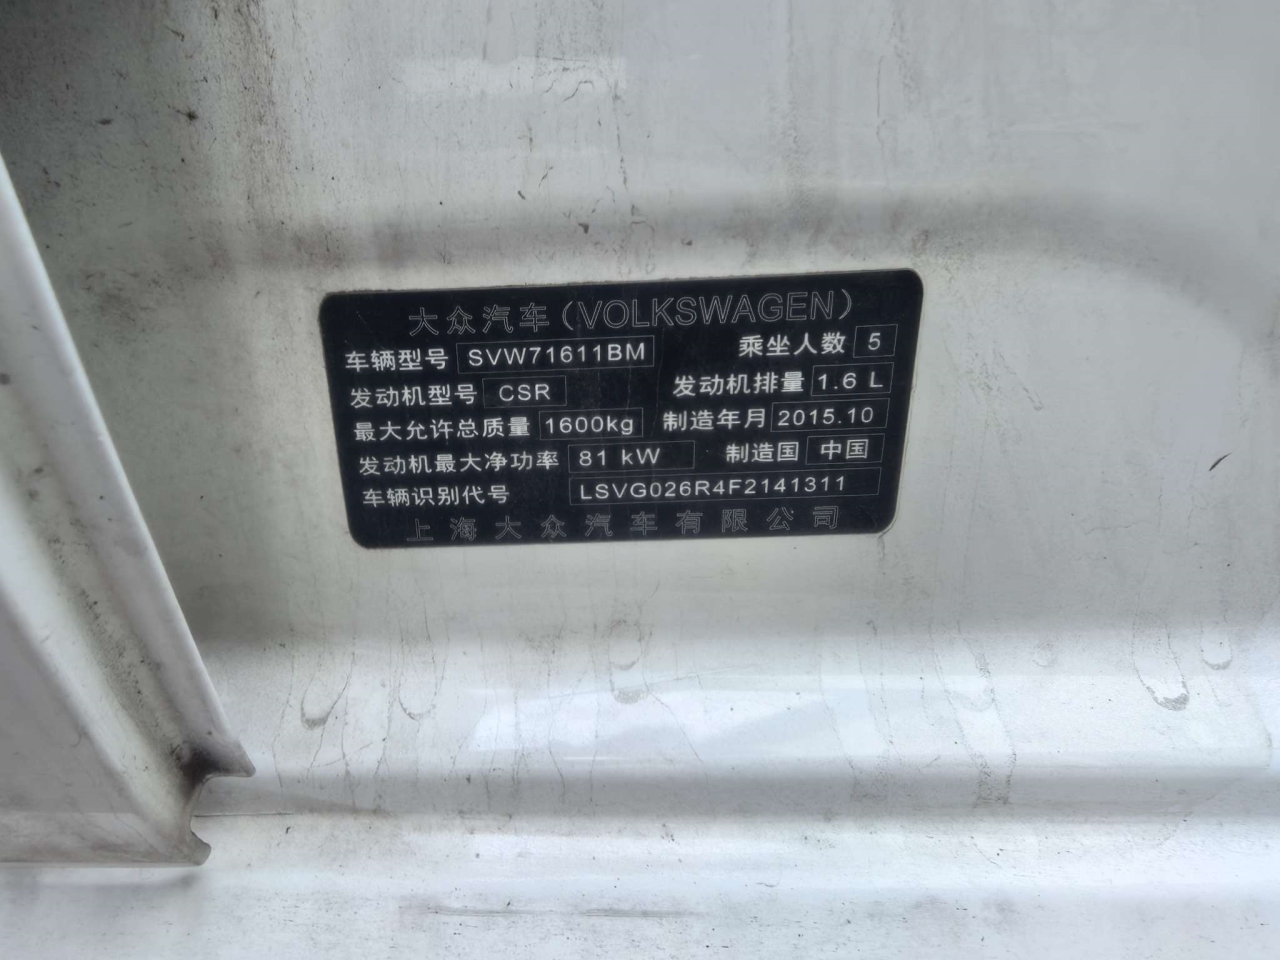 大众汽车(VOLKSWAGEN)
车辆型号 SVW71611BM 乘坐人数 5
发动机型号 CSR 发动机排量 1.6 L
最大允许总质量 1600kg 制造年月 2015.10
发动机最大净功率 81 kW 制造国 中国
车辆识别代号 LSVG026R4F2141311
上海大众汽车有限公司